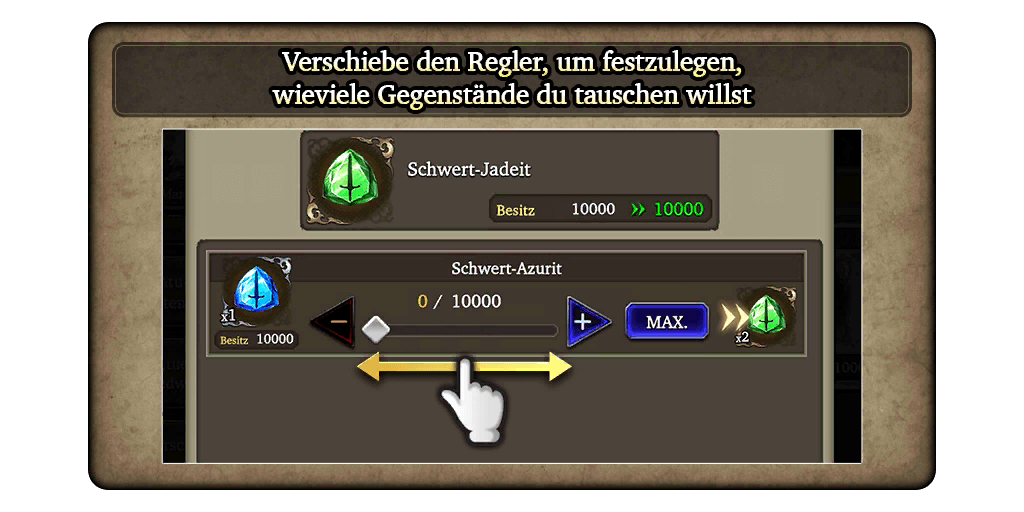 Verschiebe den Regler, um festzulegen,
wieviele Gegenstände du tauschen willst
Schwert-Jadeit
Besitz 10000 » 10000
Schwert-Azurit
x1
0 / 10000
− + MAX.
x2
Besitz 10000